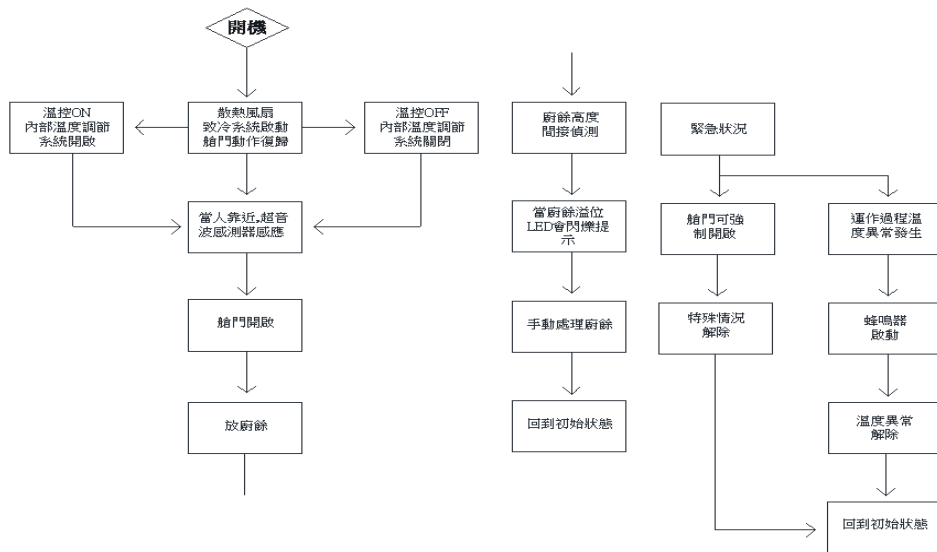 開機
溫控ON
內部溫度調節
系統開啟
散熱風扇
致冷系統啟動
艙門動作復歸
溫控OFF
內部溫度調節
系統關閉
當人靠近,超音
波感測器感應
艙門開啟
放廚餘
廚餘高度
間接偵測
當廚餘溢位
LED會閃爍提
示
手動處理廚餘
回到初始狀態
緊急狀況
艙門可強
制開啟
特殊情況
解除
運作過程溫
度異常發生
蜂鳴器
啟動
溫度異常
解除
回到初始狀態